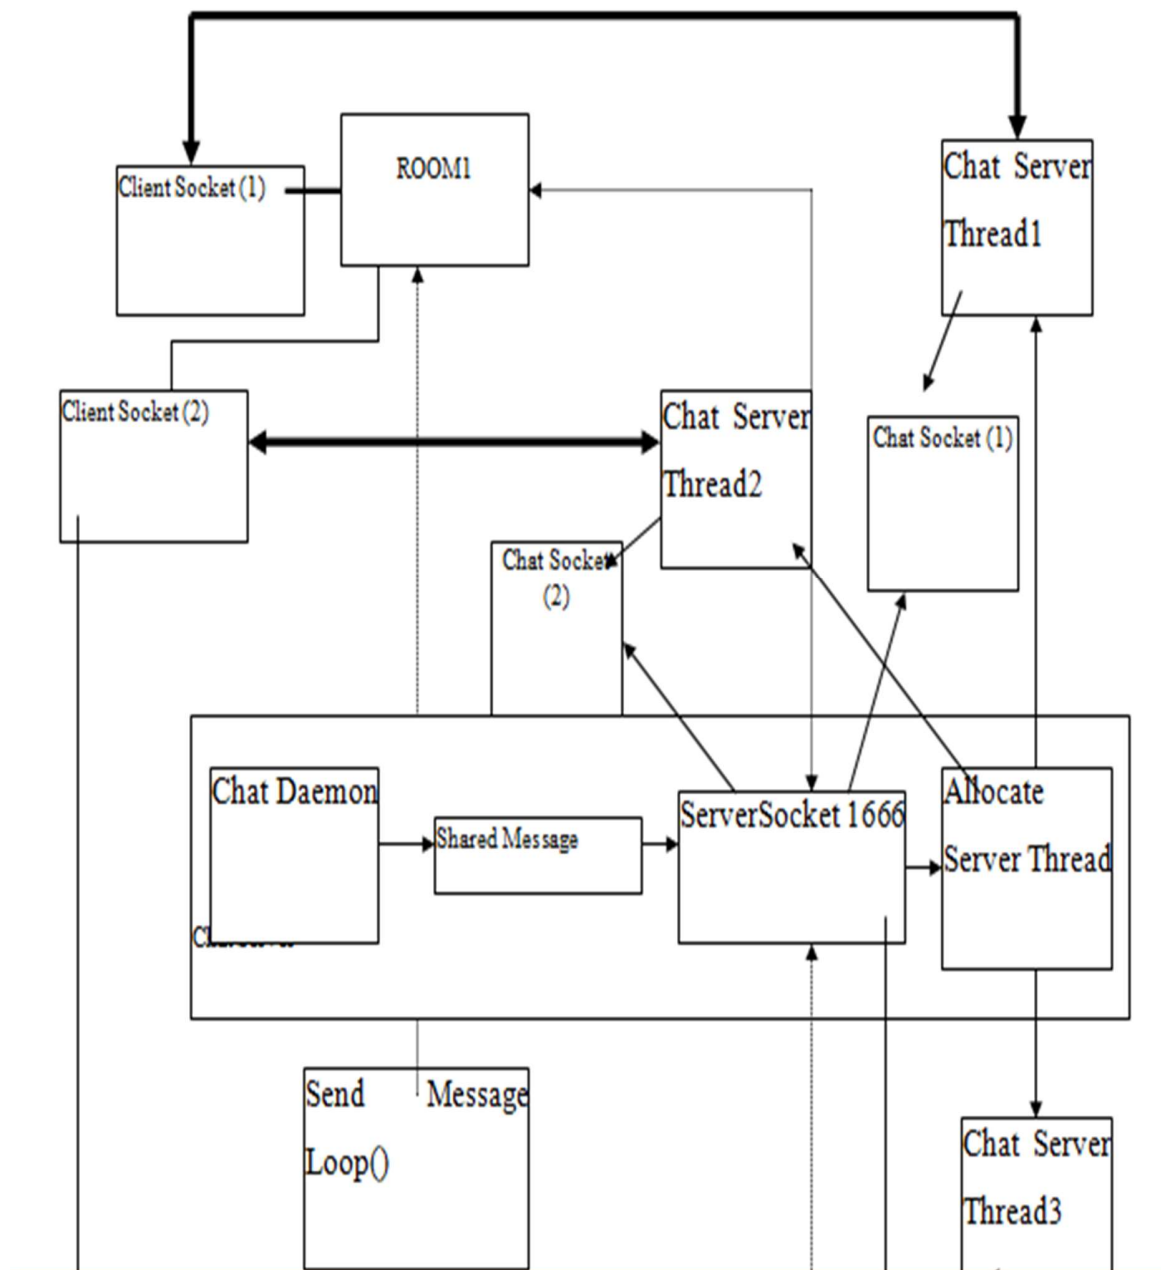 ROOM1
Client Socket (1)
Chat Server
Thread1
Client Socket (2)
Chat Server
Thread2
Chat Socket (1)
Chat Socket
(2)
Chat Daemon
Shared Message
ServerSocket 1666
Allocate
Server Thread
Send Message
Loop()
Chat Server
Thread3